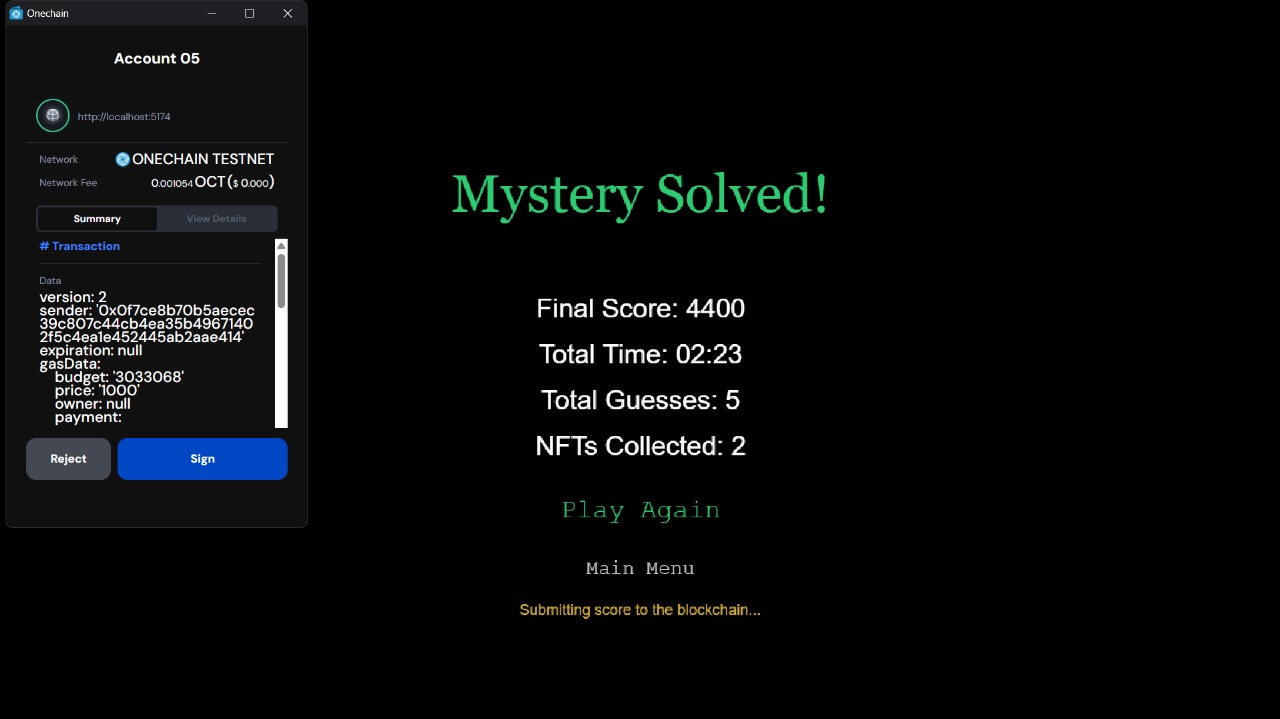 Onechain
Account 05
http://localhost:5174
Network ONECHAIN TESTNET
Network Fee 0.001054 OCT ($ 0.000)
Summary View Details
# Transaction
Data
version: 2
sender: '0x0f7ce8b70b5aecec
39c807c44cb4ea35b4967140
2f5c4ea1e452445ab2aae414'
expiration: null
gasData:
budget: '3033068'
price: '1000'
owner: null
payment:
Reject Sign
Mystery Solved!
Final Score: 4400
Total Time: 02:23
Total Guesses: 5
NFTs Collected: 2
Play Again
Main Menu
Submitting score to the blockchain...